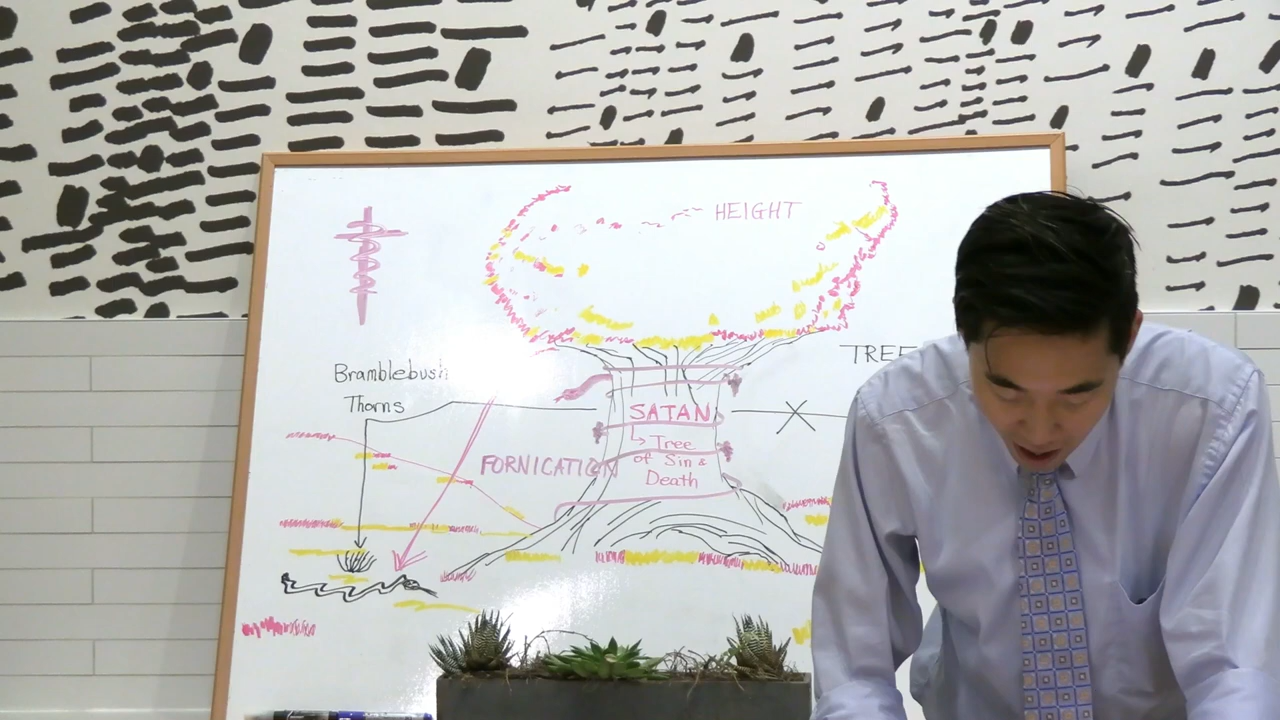 HEIGHT
TREE
Bramblebush
Thorns
SATAN
Tree
of Sin &
Death
FORNICATION